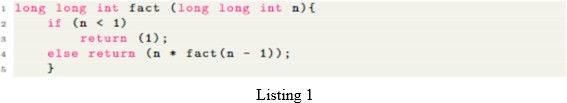 1 long long int fact (long long int n){
2     if (n < 1)
3         return (1);
4     else return (n * fact(n - 1));
5     }
Listing 1